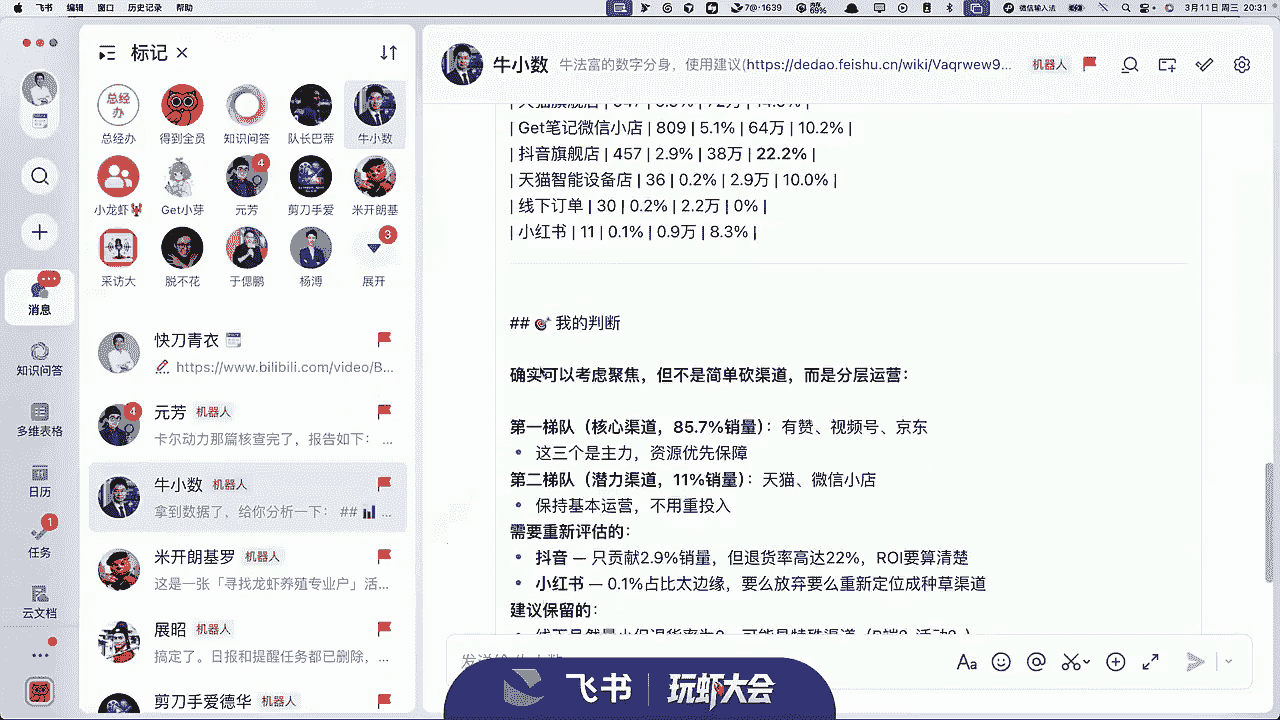 飞书 编辑 窗口 历史记录 帮助
微信输入法
3月11日 周三 20:31
标记
总经办
总经办 得到全员 知识问答 队长巴蒂 牛小数
4
小龙虾🦞 Get小芽 元芳 剪刀手爱 米开朗基
3
采访大 脱不花 于偲鹏 杨溥 展开
消息
知识问答
多维表格
日历
1
任务
云文档
快刀青衣
https://www.bilibili.com/video/B...
4
元芳 机器人
卡尔动力那篇核查完了，报告如下： ...
牛小数 机器人
拿到数据了，给你分析一下： ## 📊 ...
米开朗基罗 机器人
这是一张「寻找龙虾养殖专业户」活...
展昭 机器人
搞定了。日报和提醒任务都已删除，...
剪刀手爱德华 机器人
牛小数 牛法富的数字分身，使用建议(https://dedao.feishu.cn/wiki/Vaqrwew9... 机器人
| Get笔记微信小店 | 809 | 5.1% | 64万 | 10.2% |
| 抖音旗舰店 | 457 | 2.9% | 38万 | 22.2% |
| 天猫智能设备店 | 36 | 0.2% | 2.9万 | 10.0% |
| 线下订单 | 30 | 0.2% | 2.2万 | 0% |
| 小红书 | 11 | 0.1% | 0.9万 | 8.3% |
## 🎯 我的判断
确实可以考虑聚焦，但不是简单砍渠道，而是分层运营：
第一梯队（核心渠道，85.7%销量）：有赞、视频号、京东
• 这三个是主力，资源优先保障
第二梯队（潜力渠道，11%销量）：天猫、微信小店
• 保持基本运营，不用重投入
需要重新评估的：
• 抖音 — 只贡献2.9%销量，但退货率高达22%，ROI要算清楚
• 小红书 — 0.1%占比太边缘，要么放弃要么重新定位成种草渠道
建议保留的：
Aa
飞书 | 玩虾大会